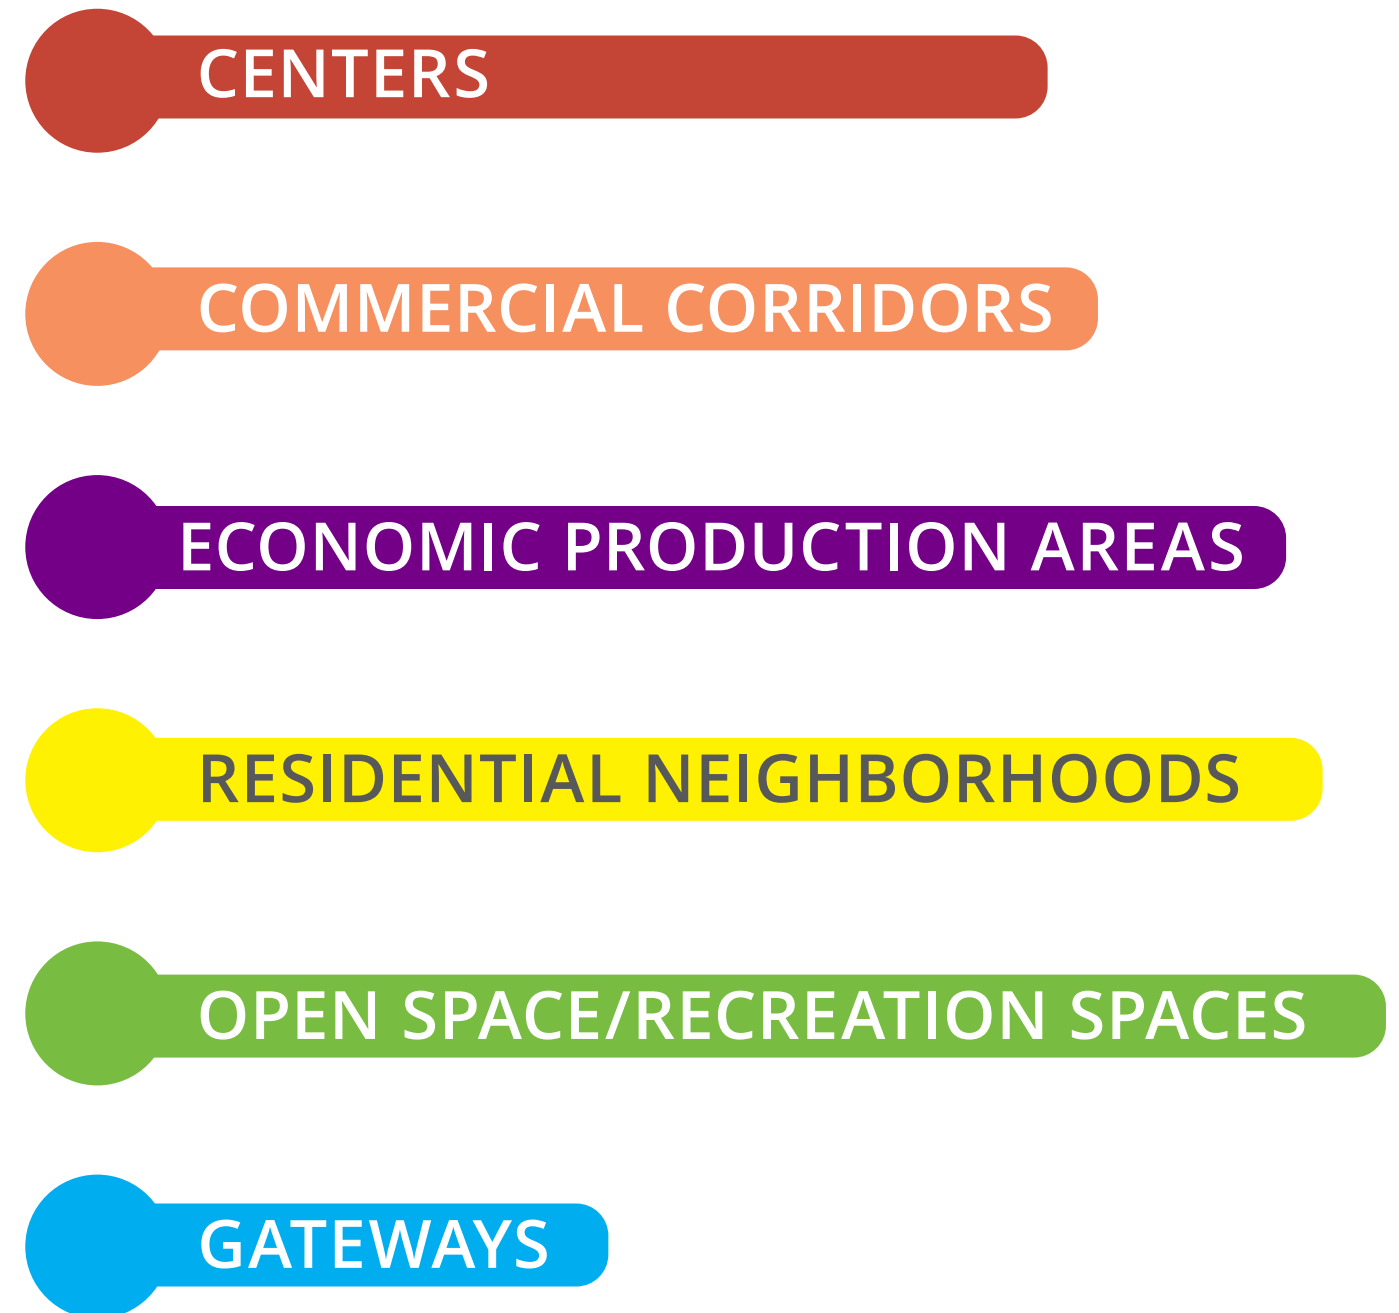 CENTERS
COMMERCIAL CORRIDORS
ECONOMIC PRODUCTION AREAS
RESIDENTIAL NEIGHBORHOODS
OPEN SPACE/RECREATION SPACES
GATEWAYS